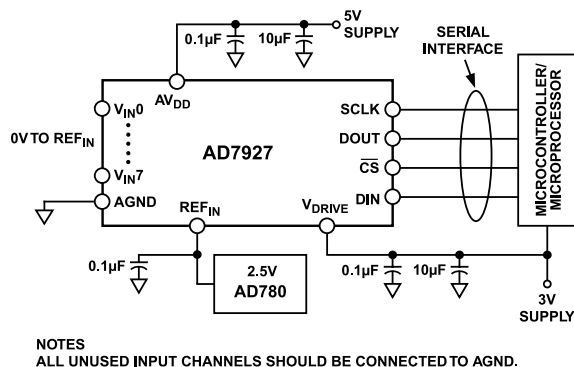 5V
SUPPLY
0.1µF
10µF
SERIAL
INTERFACE
AVDD
VIN0
0V TO REFIN
VIN7
AGND
AD7927
SCLK
DOUT
CS
DIN
MICROCONTROLLER/
MICROPROCESSOR
REFIN
VDRIVE
0.1µF
2.5V
AD780
0.1µF
10µF
3V
SUPPLY
NOTES
ALL UNUSED INPUT CHANNELS SHOULD BE CONNECTED TO AGND.